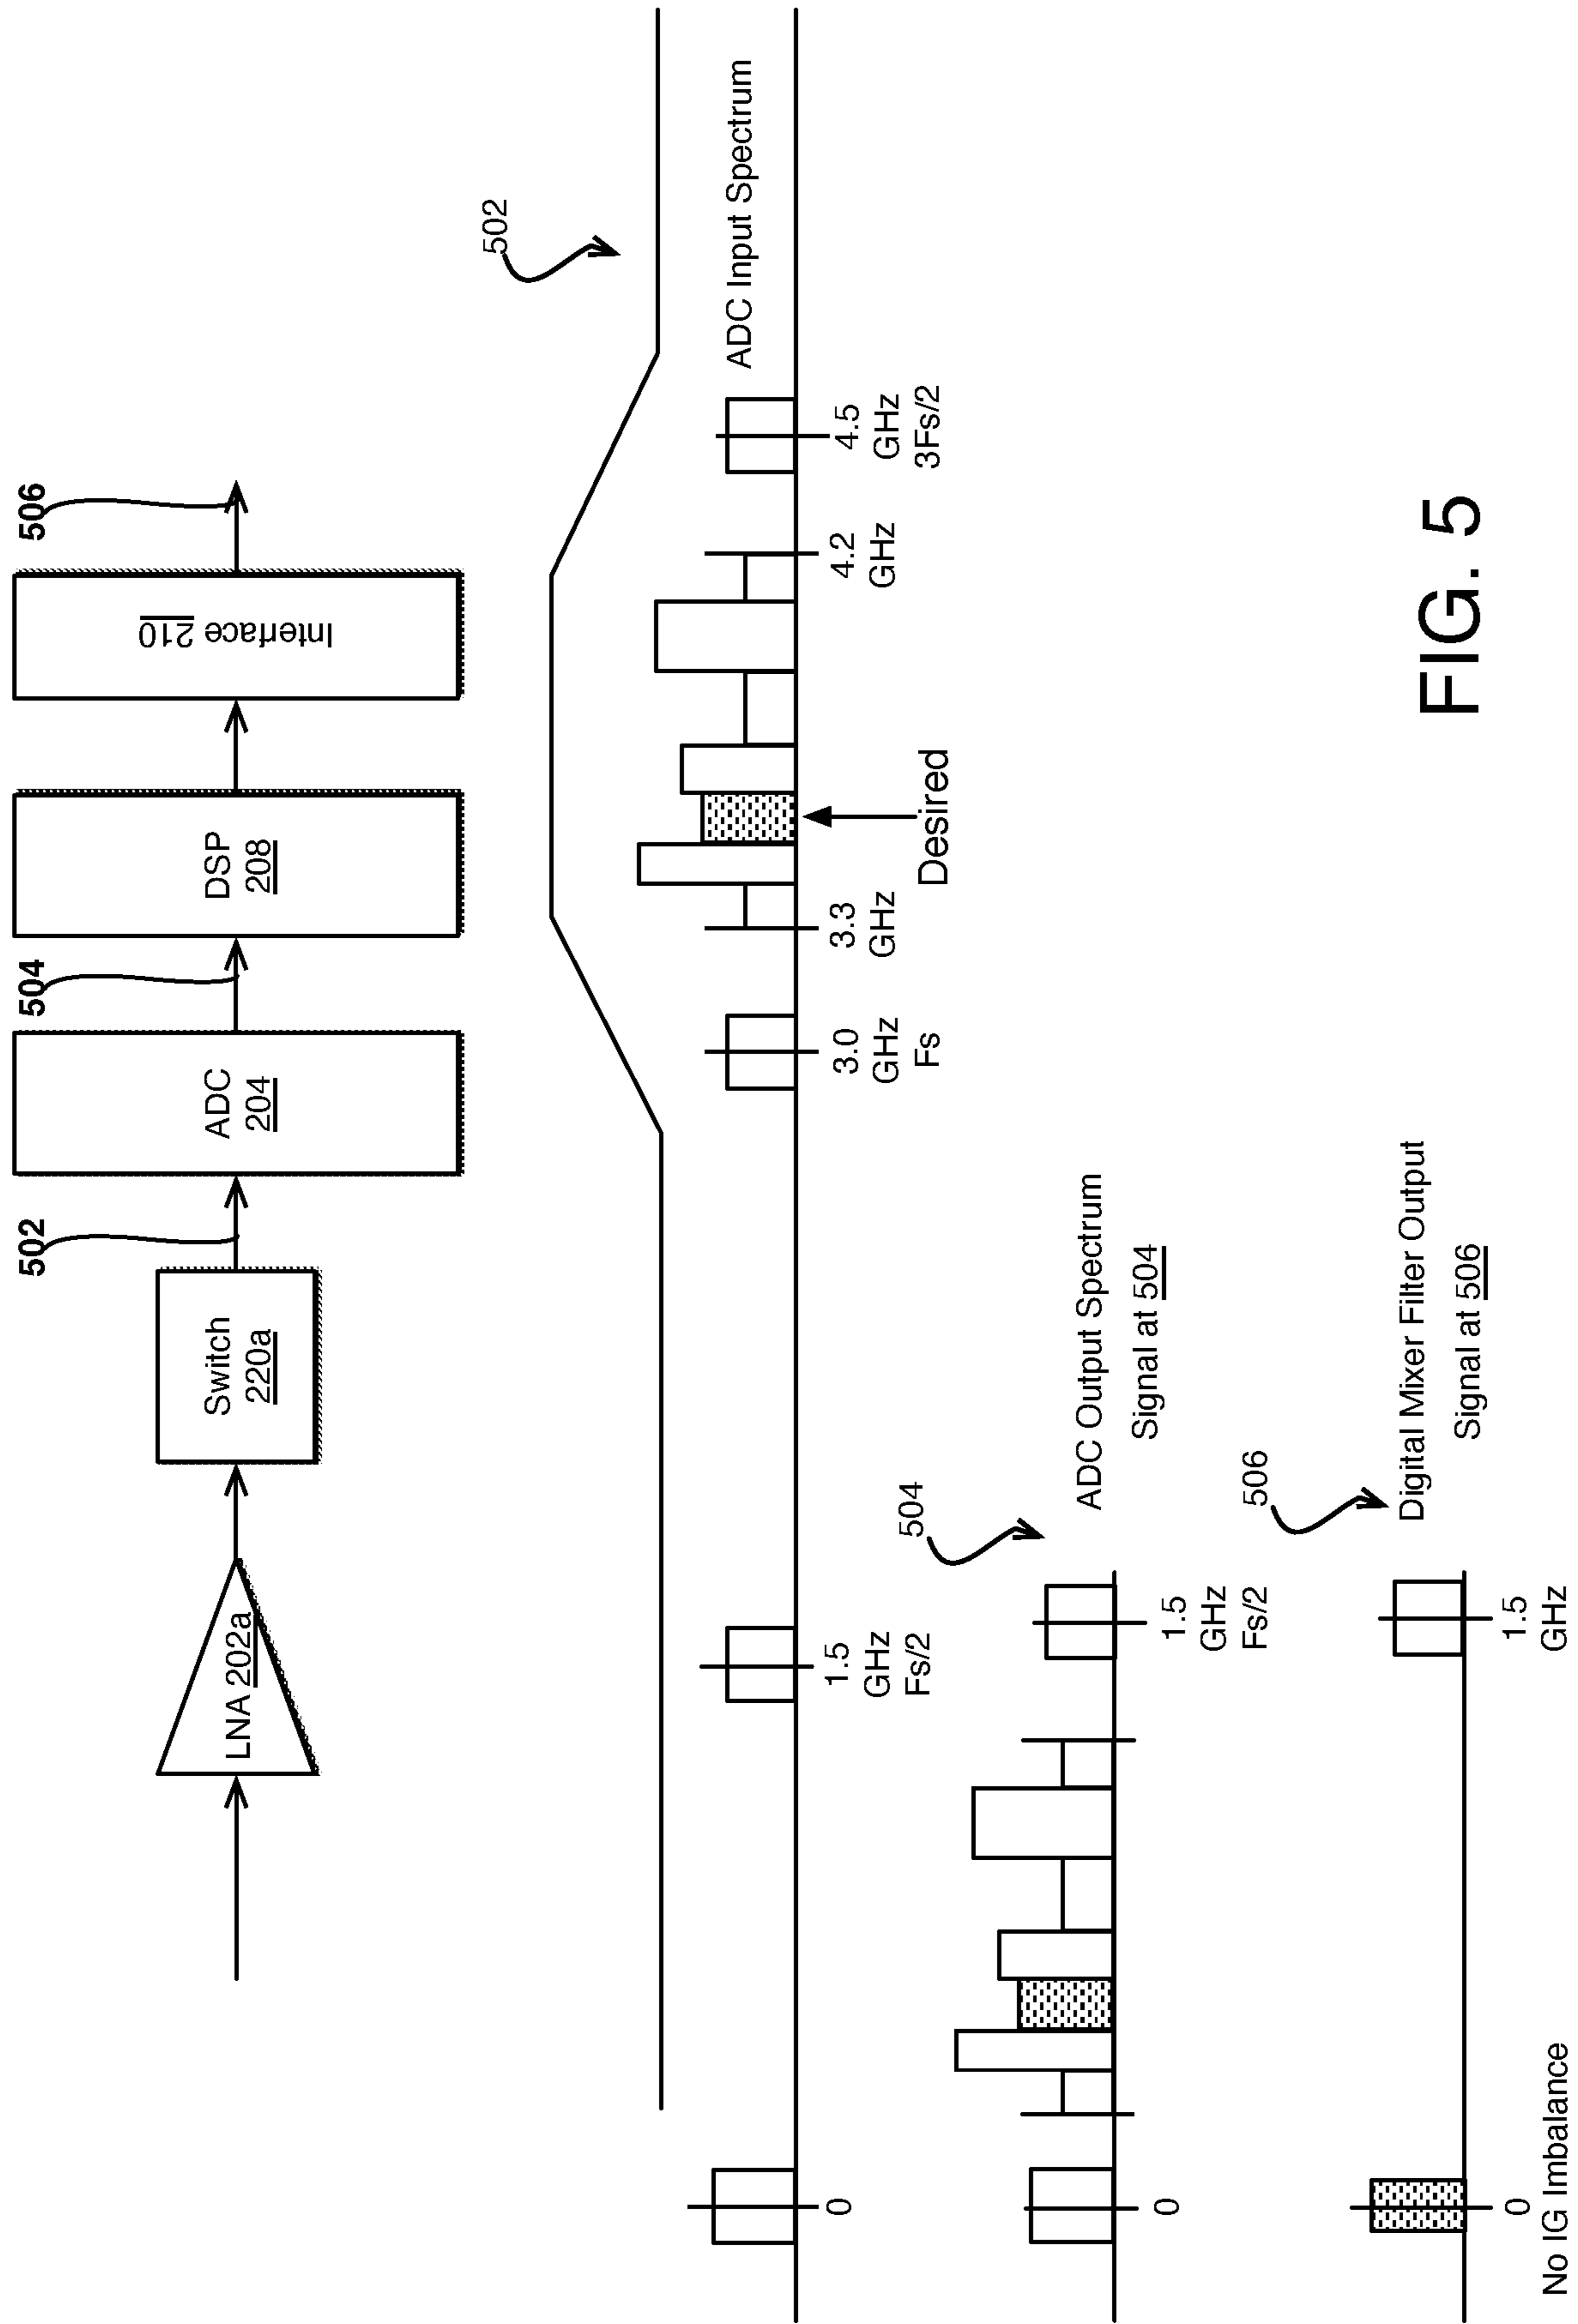 502
504
506
LNA 202a
Switch
220a
ADC
204
DSP
208
Interface 210
502
ADC Input Spectrum
0
1.5
GHz
Fs/2
3.0
GHz
Fs
3.3
GHz
Desired
4.2
GHz
4.5
GHz
3Fs/2
504
ADC Output Spectrum
Signal at 504
0
1.5
GHz
Fs/2
506
Digital Mixer Filter Output
Signal at 506
0
1.5
GHz
No IG Imbalance
FIG. 5